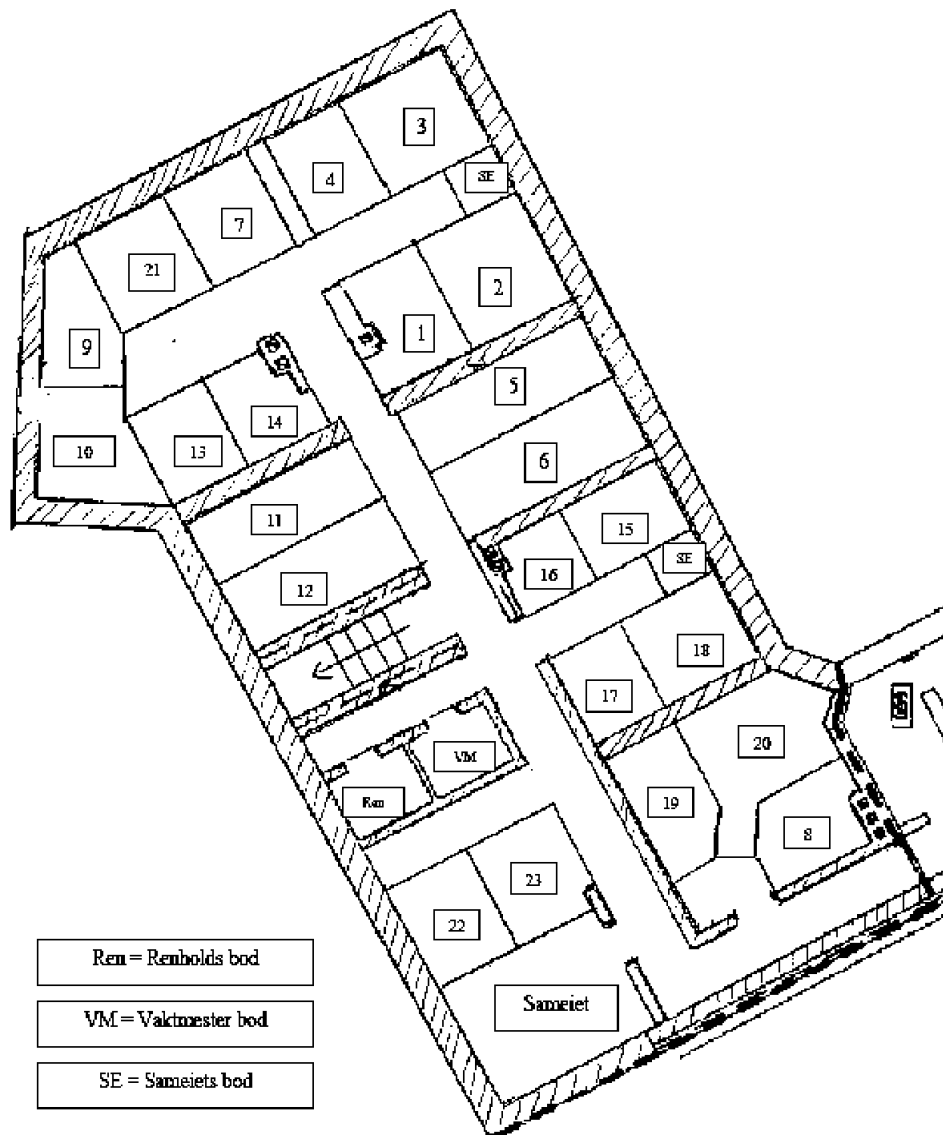 3
4
SE
7
21
2
9
1
5
14
10
13
6
11
15
SE
16
12
18
17
20
VM
Ren
19
8
23
22
Ren = Renholds bod
Sameiet
VM = Vaktmester bod
SE = Sameiets bod